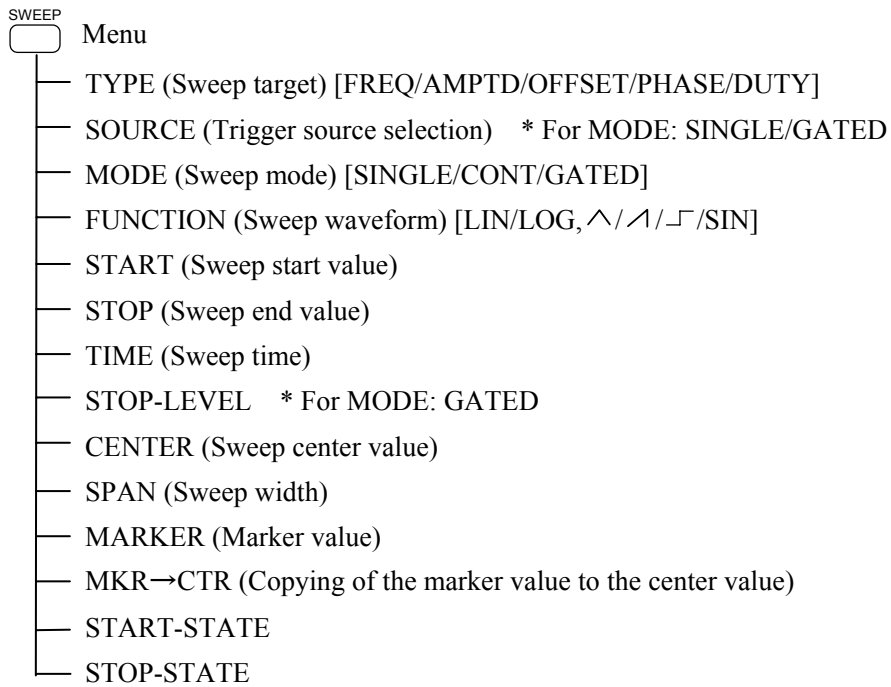 SWEEP
Menu
TYPE (Sweep target) [FREQ/AMPTD/OFFSET/PHASE/DUTY]
SOURCE (Trigger source selection) * For MODE: SINGLE/GATED
MODE (Sweep mode) [SINGLE/CONT/GATED]
FUNCTION (Sweep waveform) [LIN/LOG, / / /SIN]
START (Sweep start value)
STOP (Sweep end value)
TIME (Sweep time)
STOP-LEVEL * For MODE: GATED
CENTER (Sweep center value)
SPAN (Sweep width)
MARKER (Marker value)
MKR→CTR (Copying of the marker value to the center value)
START-STATE
STOP-STATE